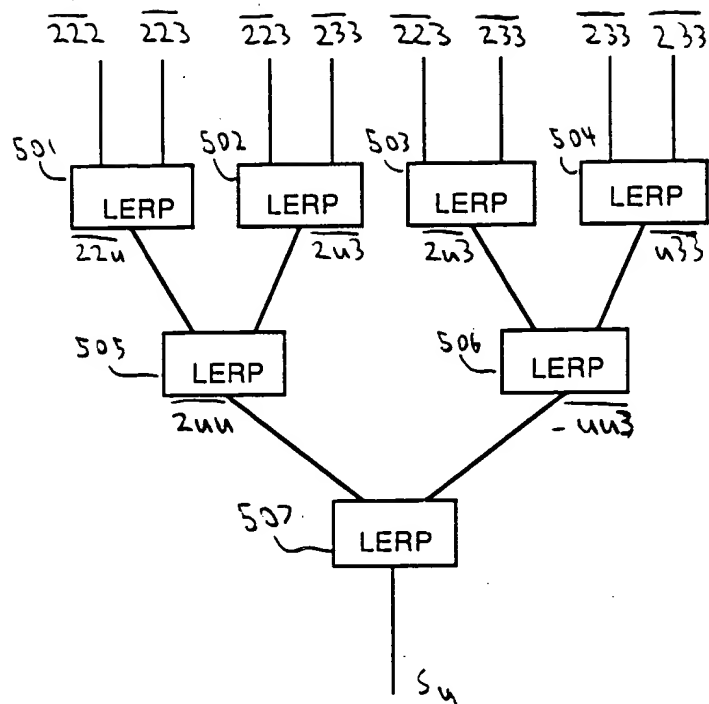 222 223 223 233 223 233 233 233
501 502 503 504
LERP LERP LERP LERP
22u 2u3 2u3 u33
505 506
LERP LERP
2uu -uu3
507
LERP
Su